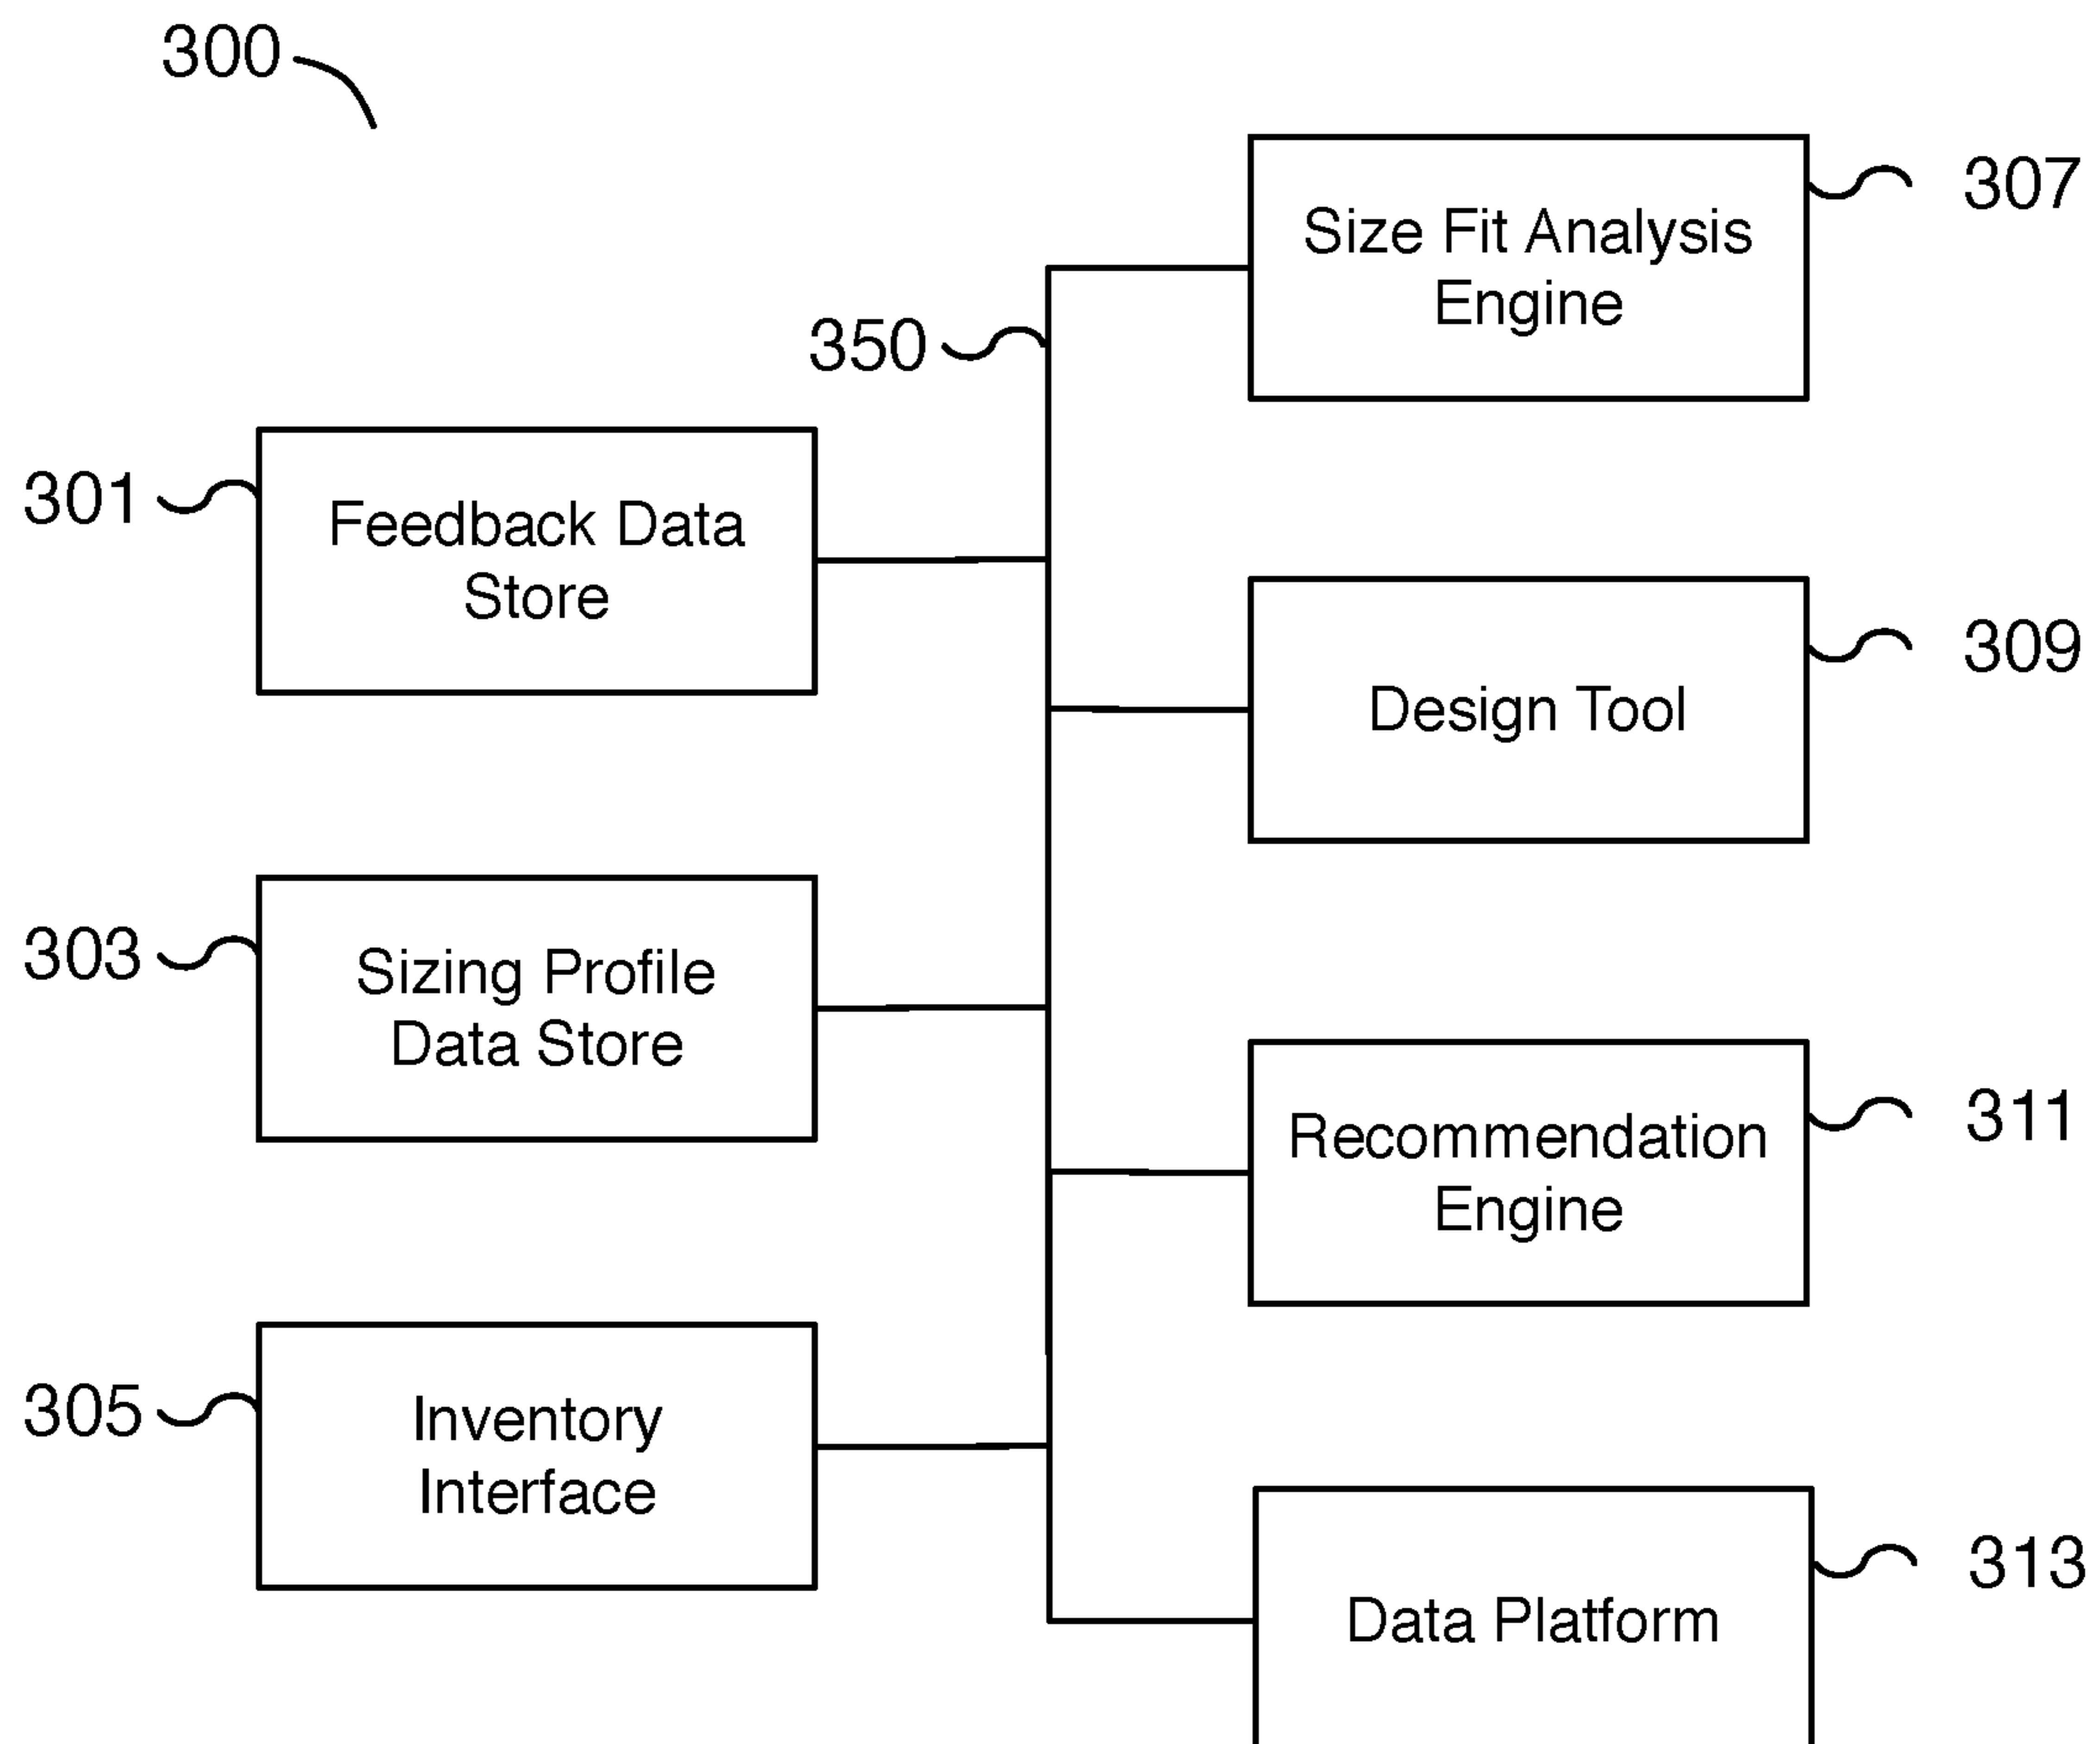 300
307
Size Fit Analysis
Engine
350
301
Feedback Data
Store
309
Design Tool
303
Sizing Profile
Data Store
311
Recommendation
Engine
305
Inventory
Interface
313
Data Platform